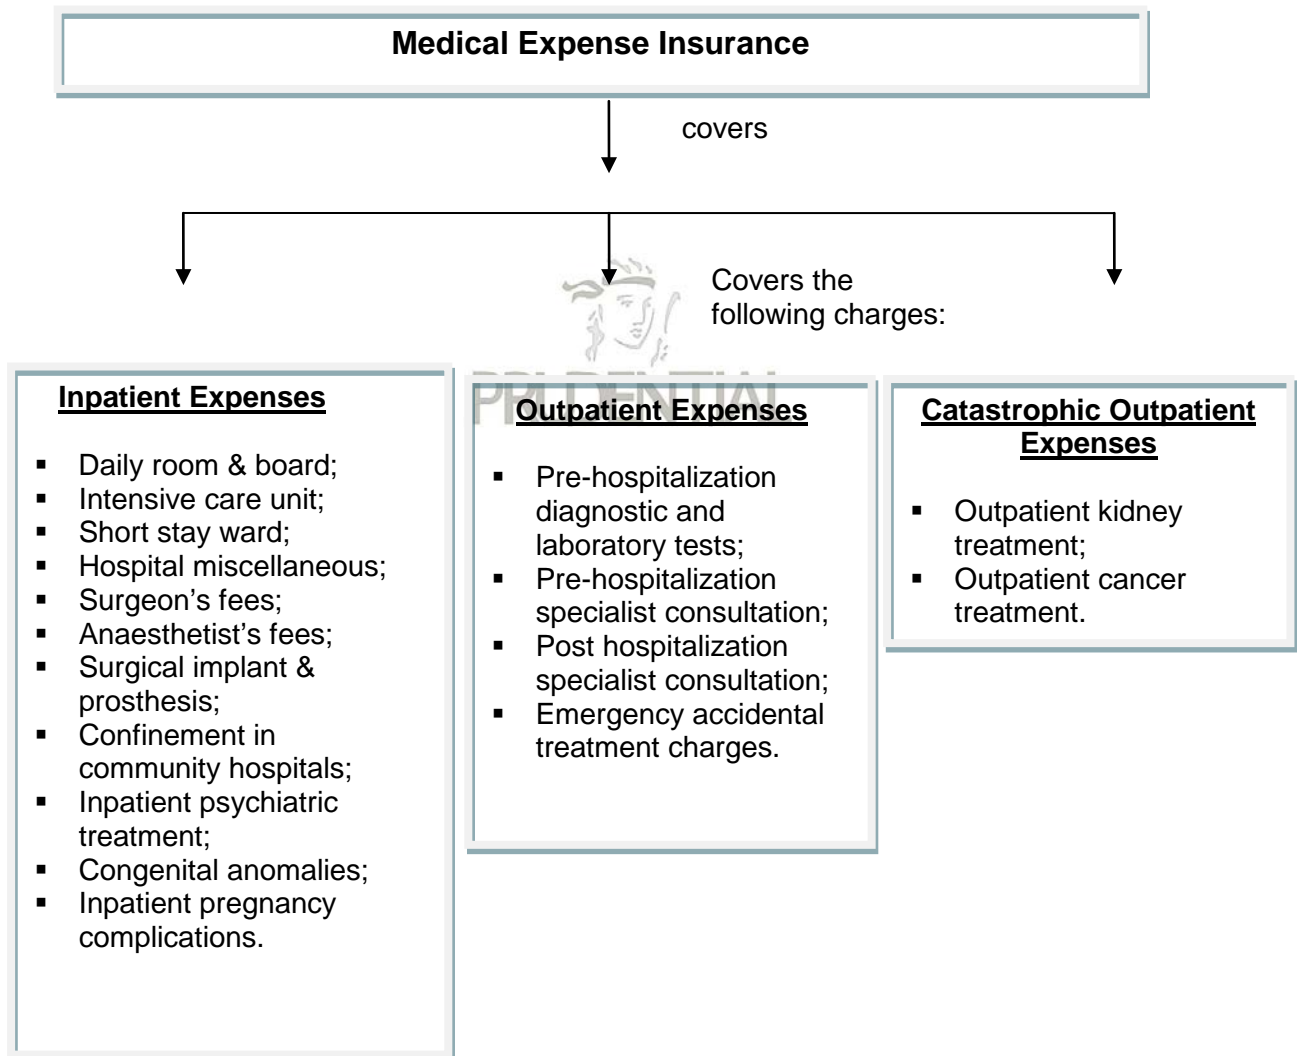 Medical Expense Insurance
covers
Covers the
following charges:
PRUDENTIAL
Inpatient Expenses
▪ Daily room & board;
▪ Intensive care unit;
▪ Short stay ward;
▪ Hospital miscellaneous;
▪ Surgeon's fees;
▪ Anaesthetist's fees;
▪ Surgical implant &
prosthesis;
▪ Confinement in
community hospitals;
▪ Inpatient psychiatric
treatment;
▪ Congenital anomalies;
▪ Inpatient pregnancy
complications.
Outpatient Expenses
▪ Pre-hospitalization
diagnostic and
laboratory tests;
▪ Pre-hospitalization
specialist consultation;
▪ Post hospitalization
specialist consultation;
▪ Emergency accidental
treatment charges.
Catastrophic Outpatient
Expenses
▪ Outpatient kidney
treatment;
▪ Outpatient cancer
treatment.